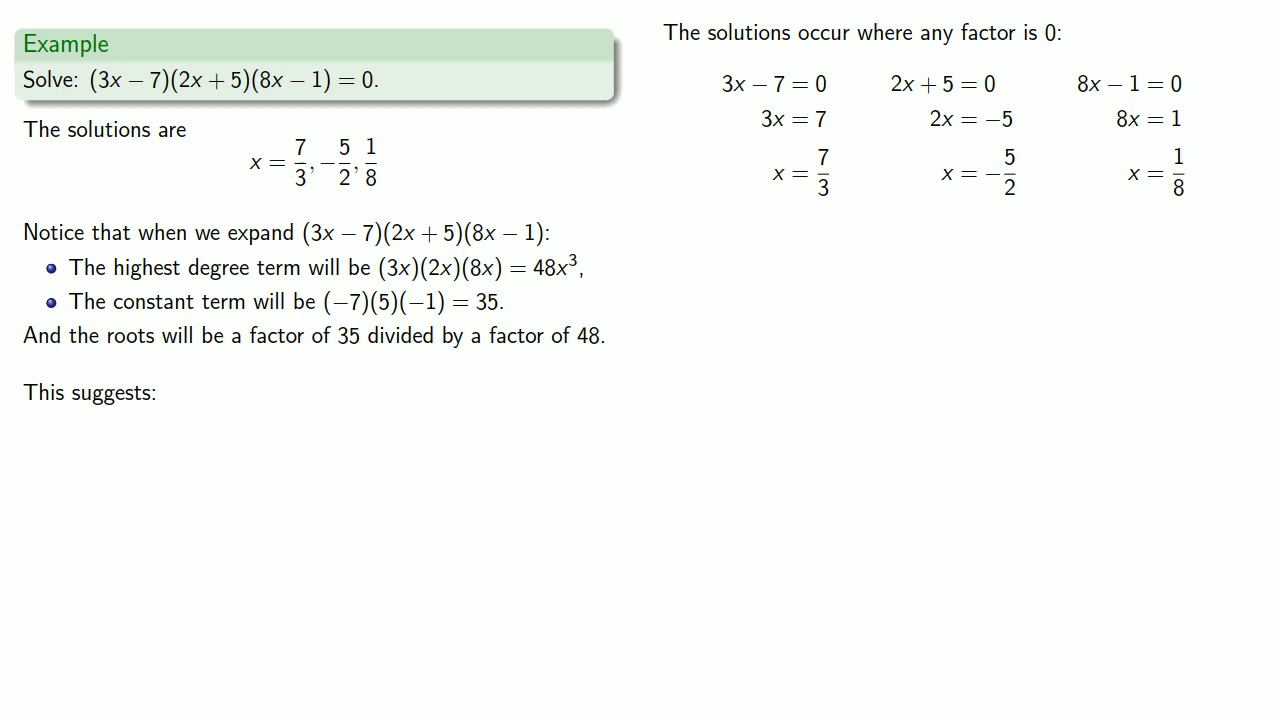 Example
Solve: (3x − 7)(2x + 5)(8x − 1) = 0.
The solutions are
x = 7/3, −5/2, 1/8
Notice that when we expand (3x − 7)(2x + 5)(8x − 1):
• The highest degree term will be (3x)(2x)(8x) = 48x³,
• The constant term will be (−7)(5)(−1) = 35.
And the roots will be a factor of 35 divided by a factor of 48.
This suggests:
The solutions occur where any factor is 0:
3x − 7 = 0 2x + 5 = 0 8x − 1 = 0
3x = 7 2x = −5 8x = 1
x = 7/3 x = −5/2 x = 1/8